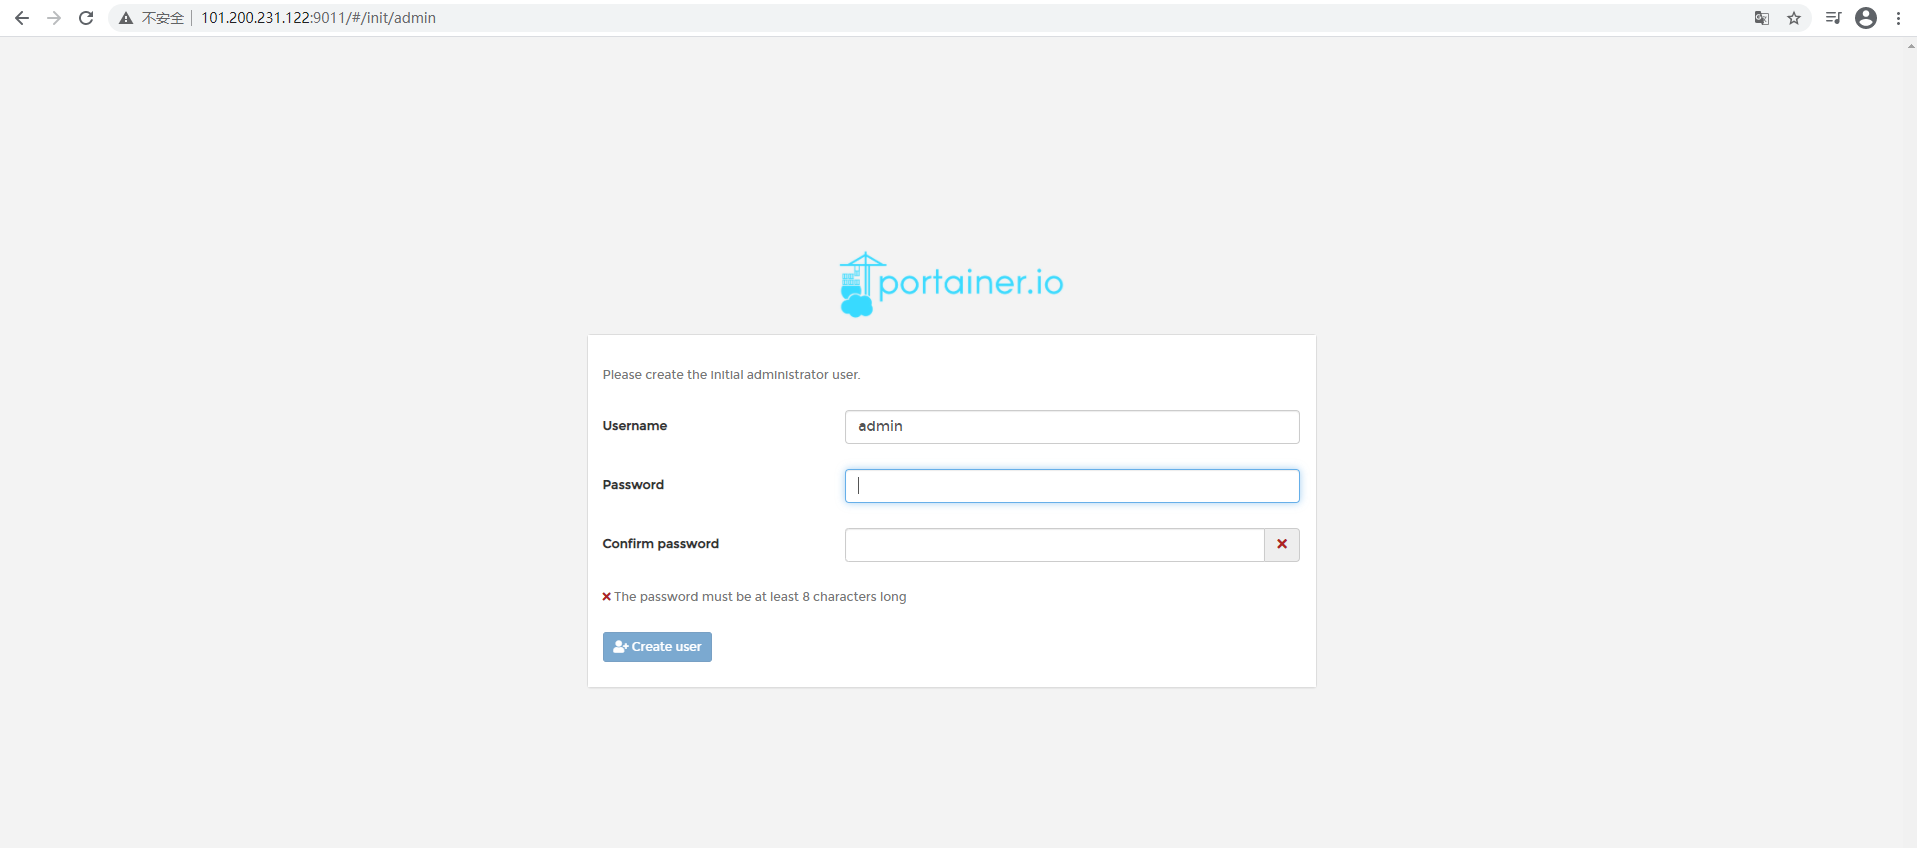 不安全 101.200.231.122:9011/#/init/admin
portainer.io
Please create the initial administrator user.
Username admin
Password
Confirm password
The password must be at least 8 characters long
Create user